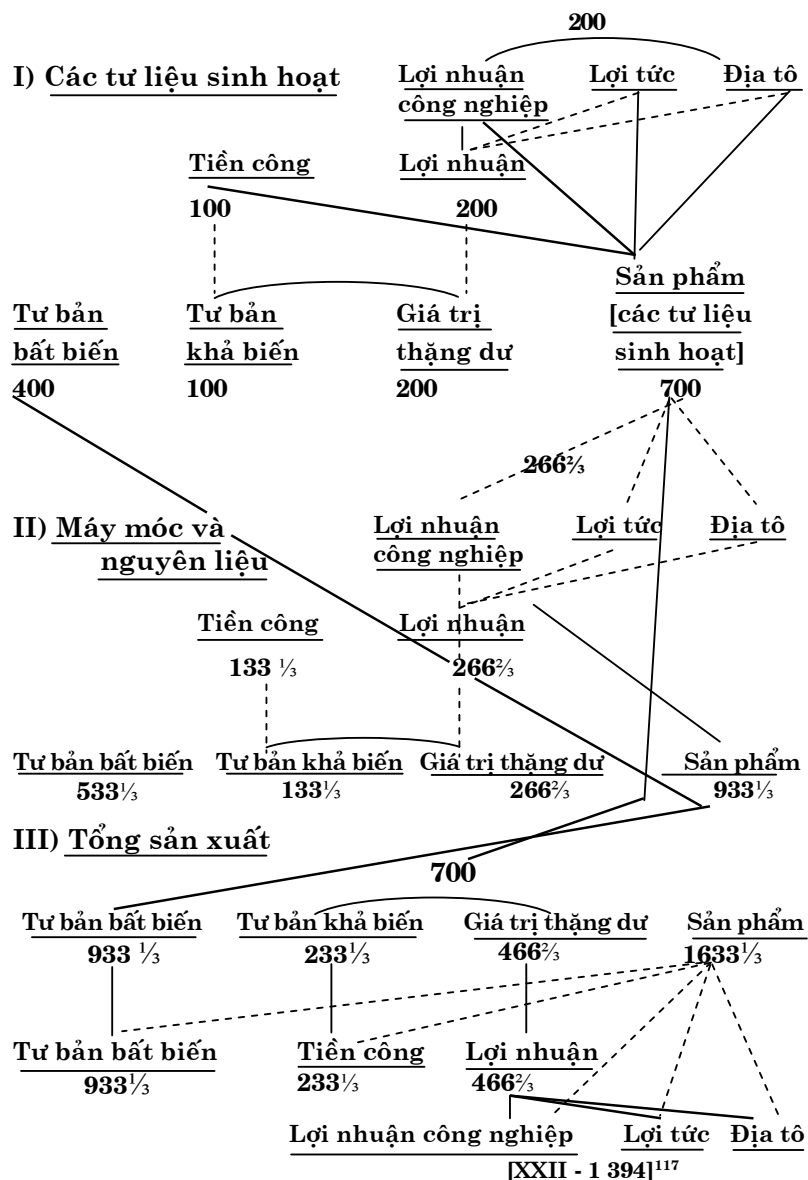 200
I) Các tư liệu sinh hoạt Lợi nhuận Lợi tức Địa tô
công nghiệp
Tiền công Lợi nhuận
100 200
Sản phẩm
Tư bản Tư bản Giá trị [các tư liệu
bất biến khả biến thặng dư sinh hoạt]
400 100 200 700
266⅔
II) Máy móc và Lợi nhuận Lợi tức Địa tô
nguyên liệu công nghiệp
Tiền công Lợi nhuận
133 ⅓ 266⅔
Tư bản bất biến Tư bản khả biến Giá trị thặng dư Sản phẩm
533⅓ 133⅓ 266⅔ 933⅓
III) Tổng sản xuất
700
Tư bản bất biến Tư bản khả biến Giá trị thặng dư Sản phẩm
933 ⅓ 233⅓ 466⅔ 1633⅓
Tư bản bất biến Tiền công Lợi nhuận
933⅓ 233⅓ 466⅔
Lợi nhuận công nghiệp Lợi tức Địa tô
[XXII - 1 394]¹¹⁷